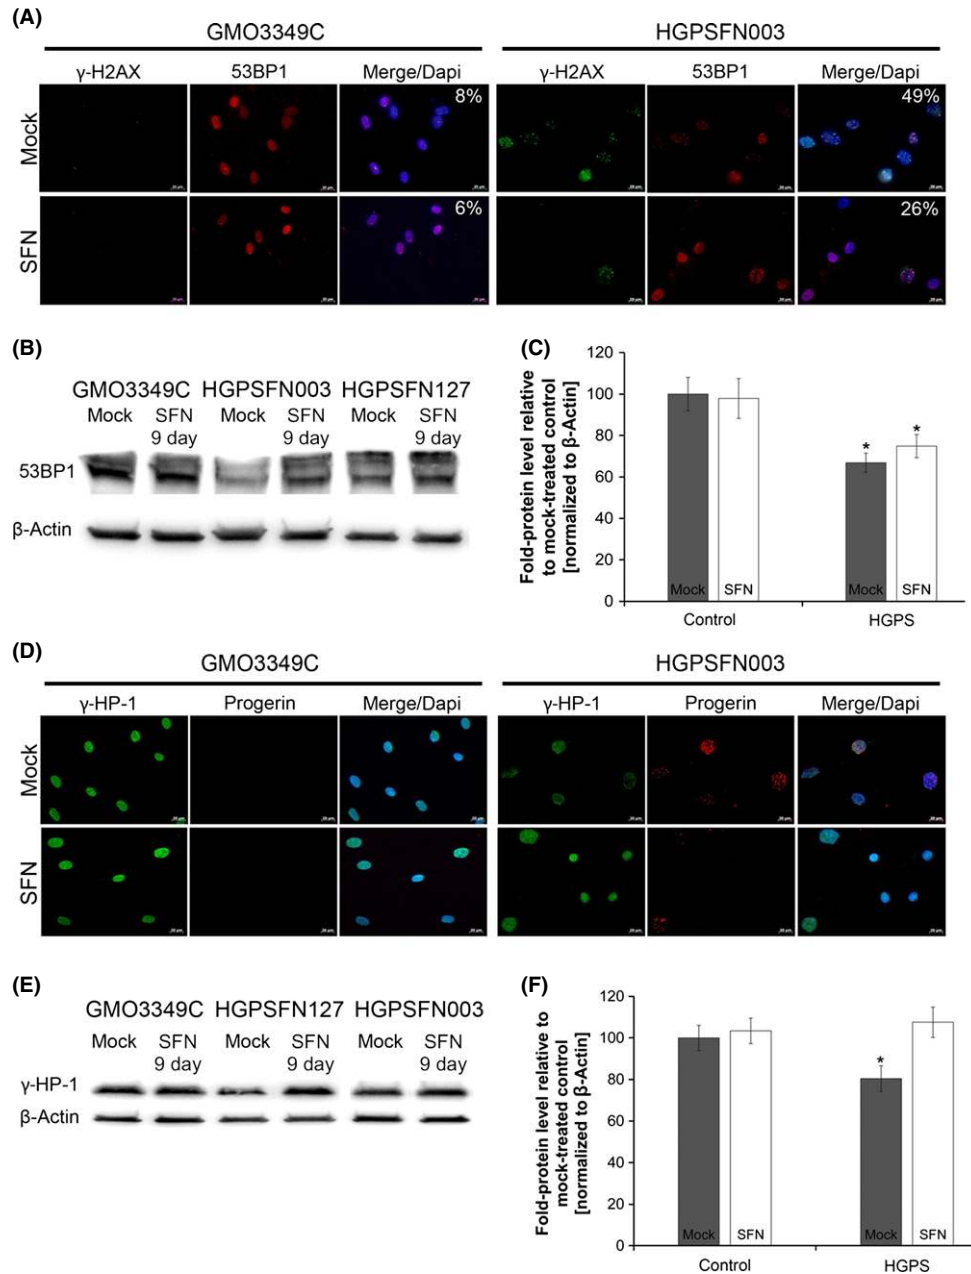 (A)
GMO3349C HGPSFN003
γ-H2AX 53BP1 Merge/Dapi γ-H2AX 53BP1 Merge/Dapi
Mock 8% 49%
SFN 6% 26%
(B)
GMO3349C HGPSFN003 HGPSFN127
Mock SFN Mock SFN Mock SFN
9 day 9 day 9 day
53BP1
β-Actin
(C)
Fold-protein level relative
to mock-treated control
[normalized to β-Actin]
120
100
80
60
40
20
0
Mock SFN Mock SFN
* *
Control HGPS
(D)
GMO3349C HGPSFN003
γ-HP-1 Progerin Merge/Dapi γ-HP-1 Progerin Merge/Dapi
Mock
SFN
(E)
GMO3349C HGPSFN127 HGPSFN003
Mock SFN Mock SFN Mock SFN
9 day 9 day 9 day
γ-HP-1
β-Actin
(F)
Fold-protein level relative to
mock-treated control
[normalized to β-Actin]
120
100
80
60
40
20
0
*
Mock SFN Mock SFN
Control HGPS